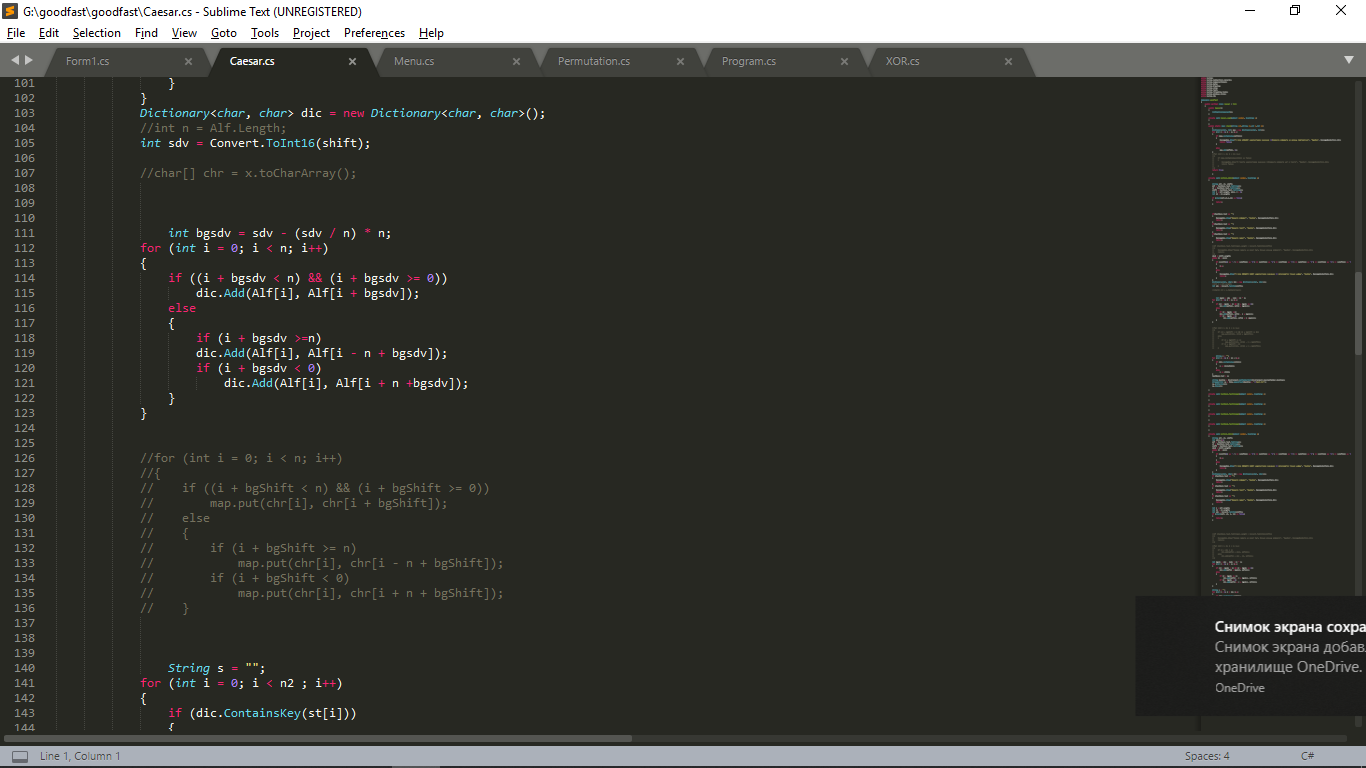 G:\goodfast\goodfast\Caesar.cs - Sublime Text (UNREGISTERED)
File Edit Selection Find View Goto Tools Project Preferences Help
Form1.cs Caesar.cs Menu.cs Permutation.cs Program.cs XOR.cs
101 }
102 }
103 Dictionary<char, char> dic = new Dictionary<char, char>();
104 //int n = Alf.Length;
105 int sdv = Convert.ToInt16(shift);
106
107 //char[] chr = x.toCharArray();
108
109
110
111 int bgsdv = sdv - (sdv / n) * n;
112 for (int i = 0; i < n; i++)
113 {
114 if ((i + bgsdv < n) && (i + bgsdv >= 0))
115 dic.Add(Alf[i], Alf[i + bgsdv]);
116 else
117 {
118 if (i + bgsdv >=n)
119 dic.Add(Alf[i], Alf[i - n + bgsdv]);
120 if (i + bgsdv < 0)
121 dic.Add(Alf[i], Alf[i + n +bgsdv]);
122 }
123 }
124
125
126 //for (int i = 0; i < n; i++)
127 //{
128 // if ((i + bgShift < n) && (i + bgShift >= 0))
129 // map.put(chr[i], chr[i + bgShift]);
130 // else
131 // {
132 // if (i + bgShift >= n)
133 // map.put(chr[i], chr[i - n + bgShift]);
134 // if (i + bgShift < 0)
135 // map.put(chr[i], chr[i + n + bgShift]);
136 // }
137
138
139
140 String s = "";
141 for (int i = 0; i < n2 ; i++)
142 {
143 if (dic.ContainsKey(st[i]))
144 {
Снимок экрана сохра
Снимок экрана добав
хранилище OneDrive.
OneDrive
Line 1, Column 1 Spaces: 4 C#